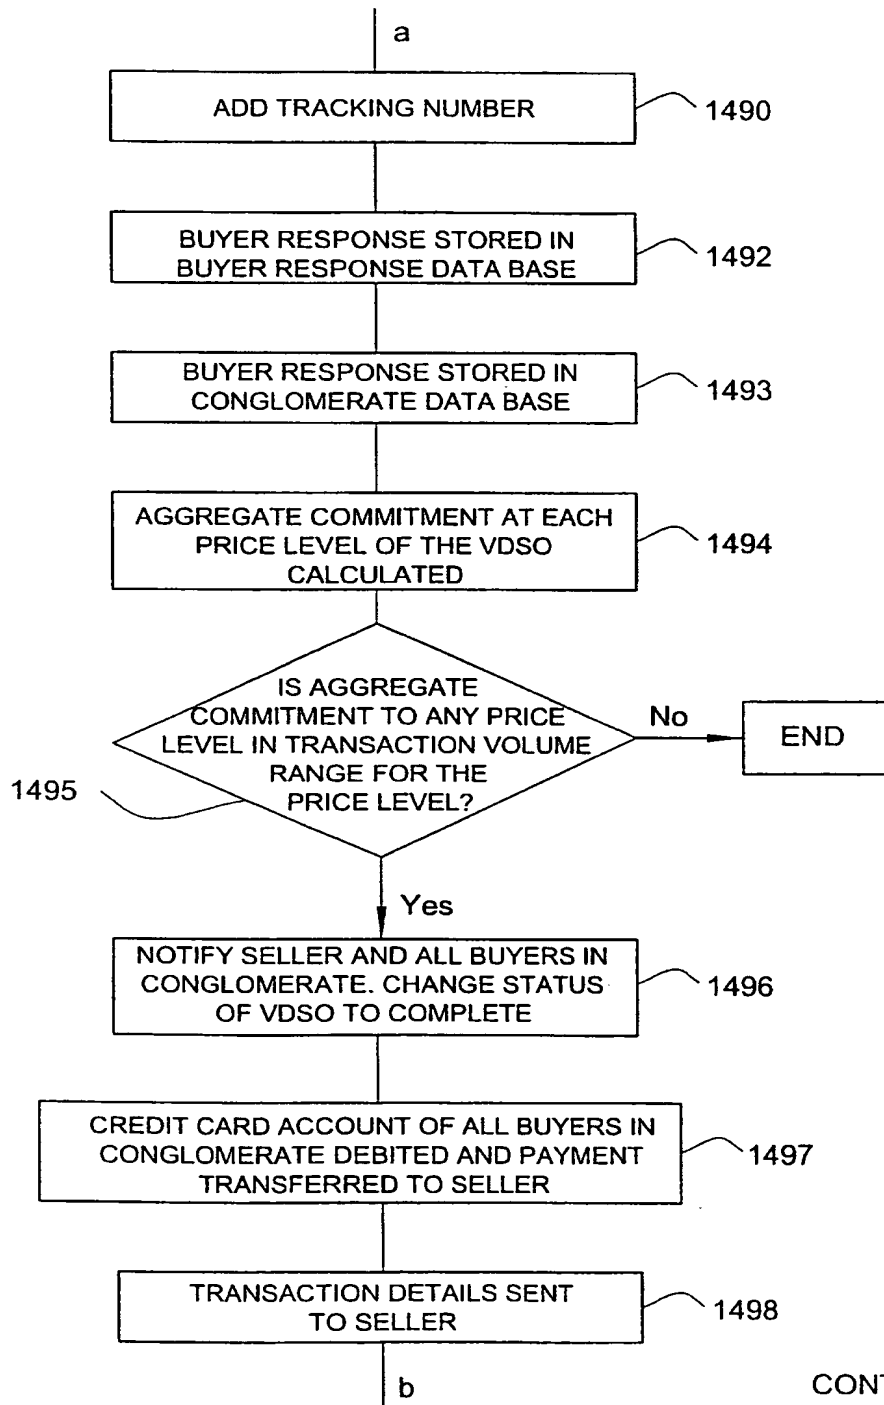 a
ADD TRACKING NUMBER
1490
BUYER RESPONSE STORED IN
BUYER RESPONSE DATA BASE
1492
BUYER RESPONSE STORED IN
CONGLOMERATE DATA BASE
1493
AGGREGATE COMMITMENT AT EACH
PRICE LEVEL OF THE VDSO
CALCULATED
1494
IS AGGREGATE
COMMITMENT TO ANY PRICE
LEVEL IN TRANSACTION VOLUME
RANGE FOR THE
PRICE LEVEL?
1495
No
END
Yes
NOTIFY SELLER AND ALL BUYERS IN
CONGLOMERATE. CHANGE STATUS
OF VDSO TO COMPLETE
1496
CREDIT CARD ACCOUNT OF ALL BUYERS IN
CONGLOMERATE DEBITED AND PAYMENT
TRANSFERRED TO SELLER
1497
TRANSACTION DETAILS SENT
TO SELLER
1498
b